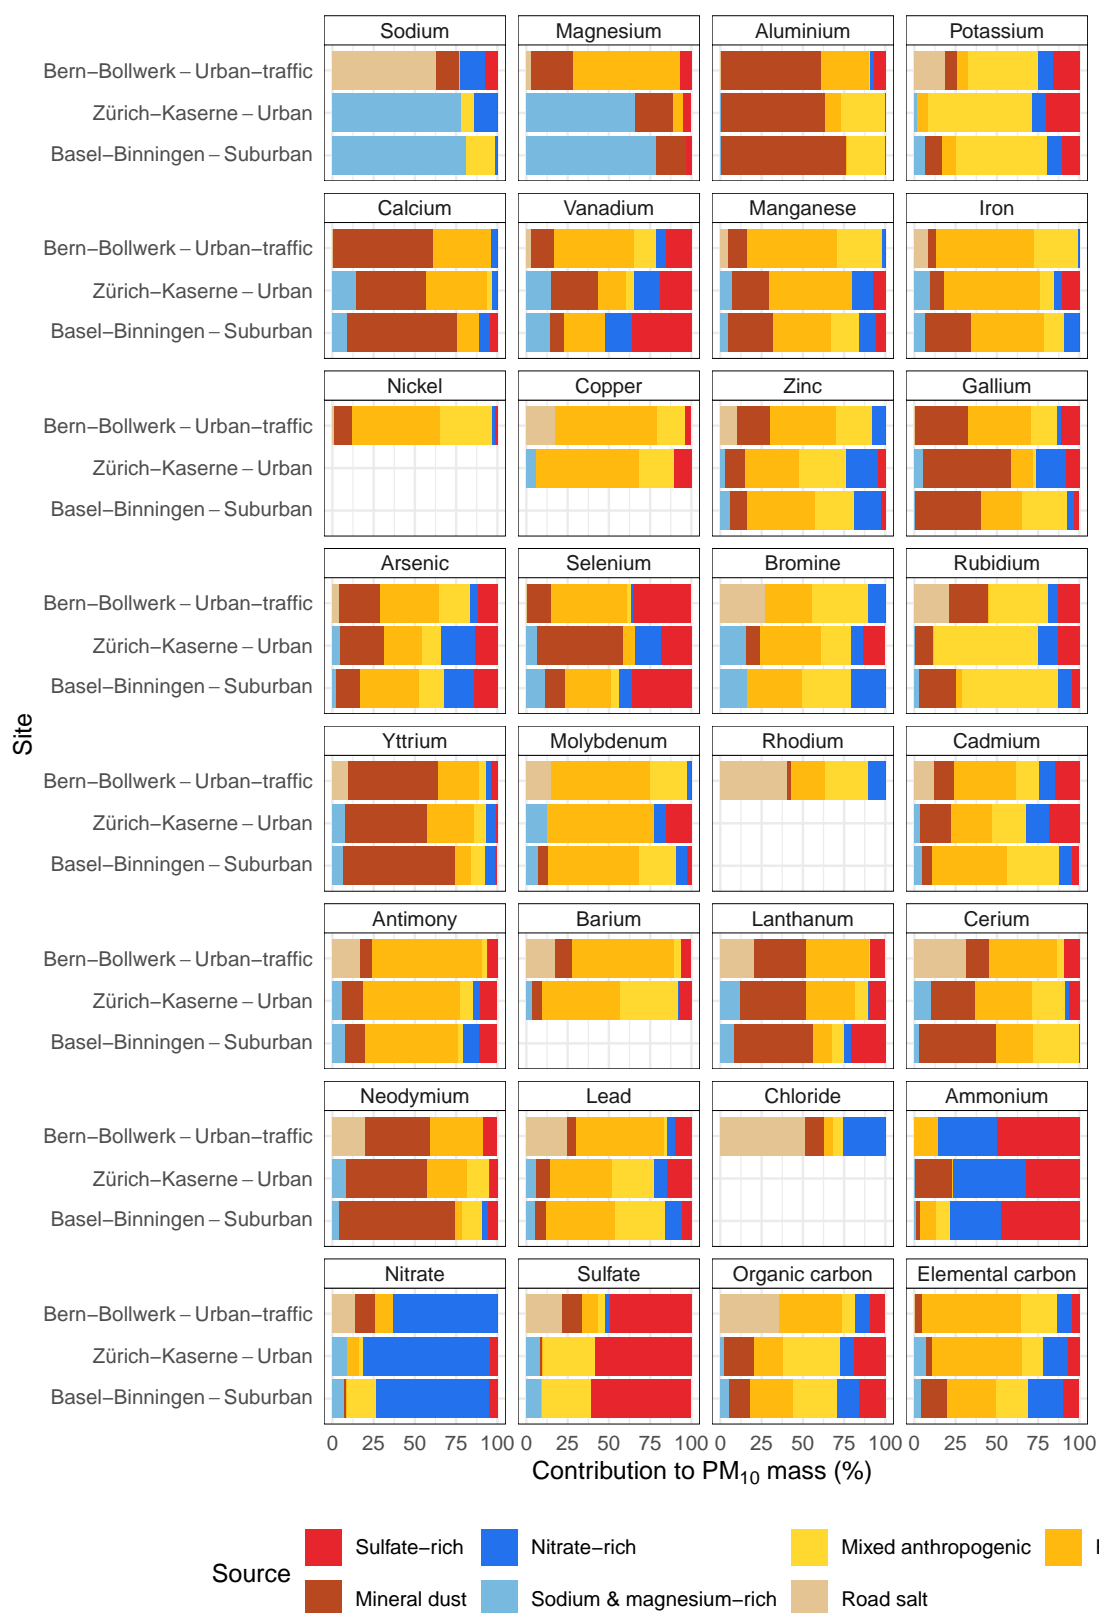 Sodium Magnesium Aluminium Potassium
Bern−Bollwerk − Urban−traffic
Zürich−Kaserne − Urban
Basel−Binningen − Suburban
Calcium Vanadium Manganese Iron
Bern−Bollwerk − Urban−traffic
Zürich−Kaserne − Urban
Basel−Binningen − Suburban
Nickel Copper Zinc Gallium
Bern−Bollwerk − Urban−traffic
Zürich−Kaserne − Urban
Basel−Binningen − Suburban
Arsenic Selenium Bromine Rubidium
Bern−Bollwerk − Urban−traffic
Zürich−Kaserne − Urban
Basel−Binningen − Suburban
Site
Yttrium Molybdenum Rhodium Cadmium
Bern−Bollwerk − Urban−traffic
Zürich−Kaserne − Urban
Basel−Binningen − Suburban
Antimony Barium Lanthanum Cerium
Bern−Bollwerk − Urban−traffic
Zürich−Kaserne − Urban
Basel−Binningen − Suburban
Neodymium Lead Chloride Ammonium
Bern−Bollwerk − Urban−traffic
Zürich−Kaserne − Urban
Basel−Binningen − Suburban
Nitrate Sulfate Organic carbon Elemental carbon
Bern−Bollwerk − Urban−traffic
Zürich−Kaserne − Urban
Basel−Binningen − Suburban
0 25 50 75 100 0 25 50 75 100 0 25 50 75 100 0 25 50 75 100
Contribution to PM₁₀ mass (%)
Source
Sulfate−rich Nitrate−rich Mixed anthropogenic
Mineral dust Sodium & magnesium−rich Road salt